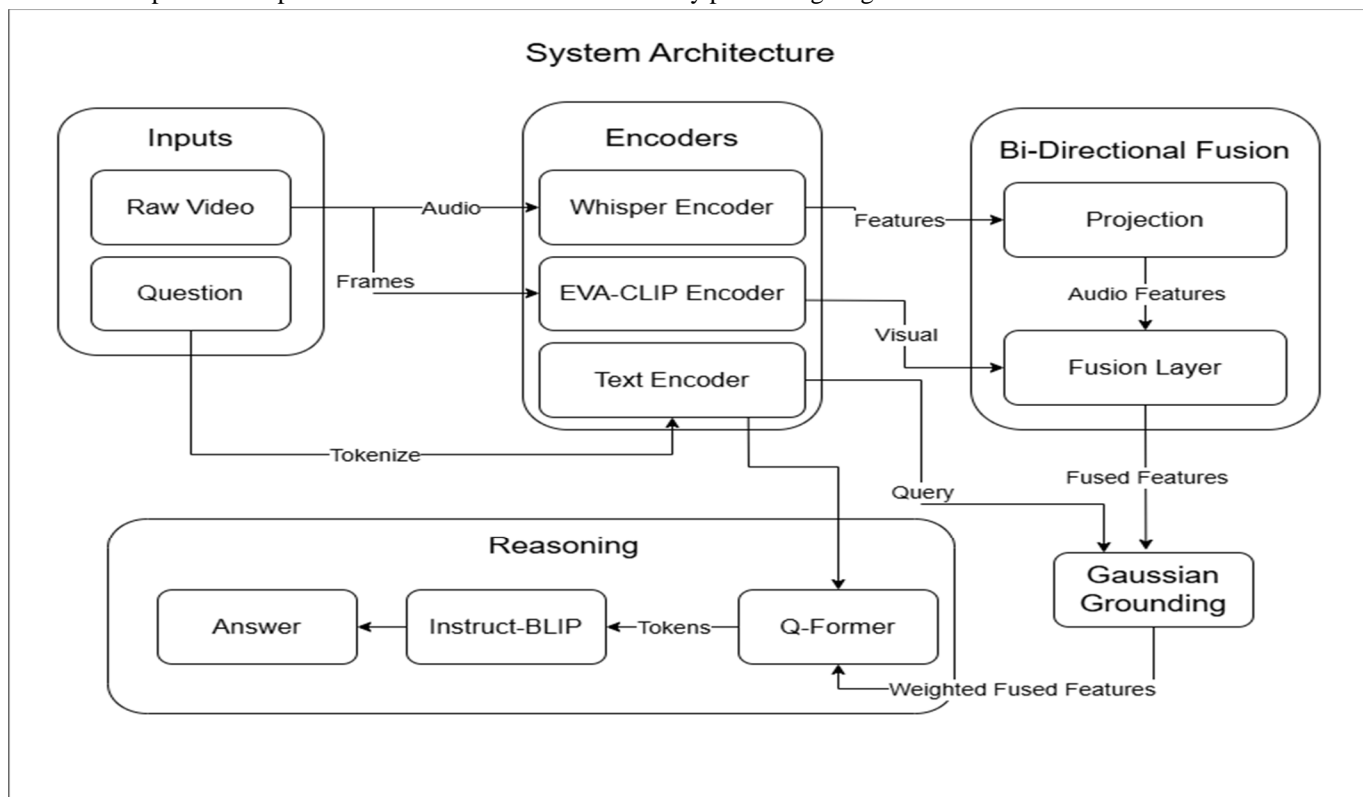 System Architecture
Inputs
Raw Video
Question
Audio
Frames
Tokenize
Encoders
Whisper Encoder
EVA-CLIP Encoder
Text Encoder
Features
Visual
Query
Bi-Directional Fusion
Projection
Audio Features
Fusion Layer
Fused Features
Gaussian
Grounding
Weighted Fused Features
Reasoning
Q-Former
Tokens
Instruct-BLIP
Answer